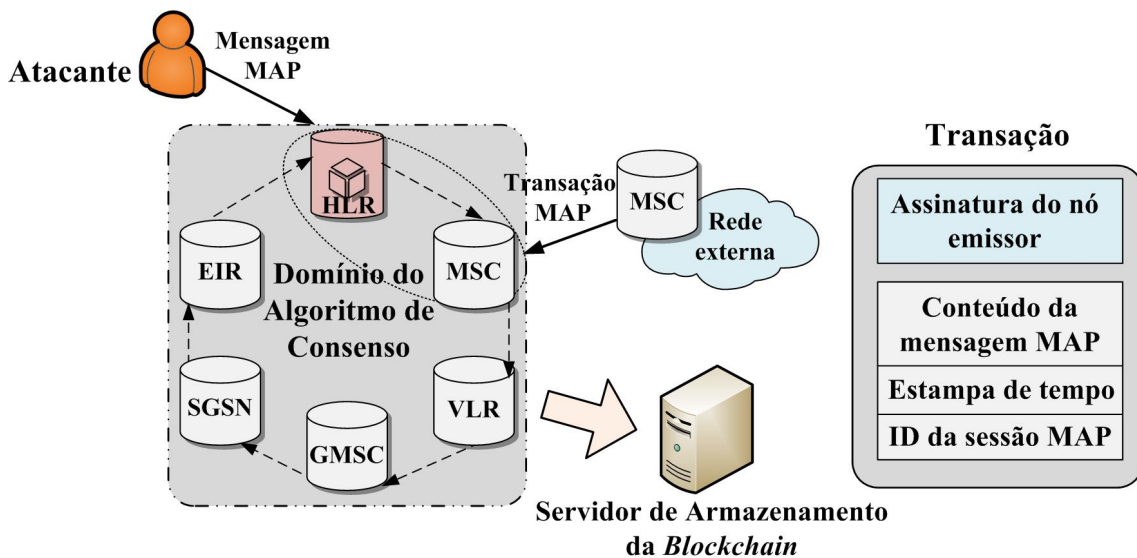 Atacante
Mensagem
MAP
HLR
Transação
MAP
MSC
Rede
externa
EIR
Domínio do
Algoritmo de
Consenso
MSC
SGSN
GMSC
VLR
Servidor de Armazenamento
da Blockchain
Transação
Assinatura do nó
emissor
Conteúdo da
mensagem MAP
Estampa de tempo
ID da sessão MAP